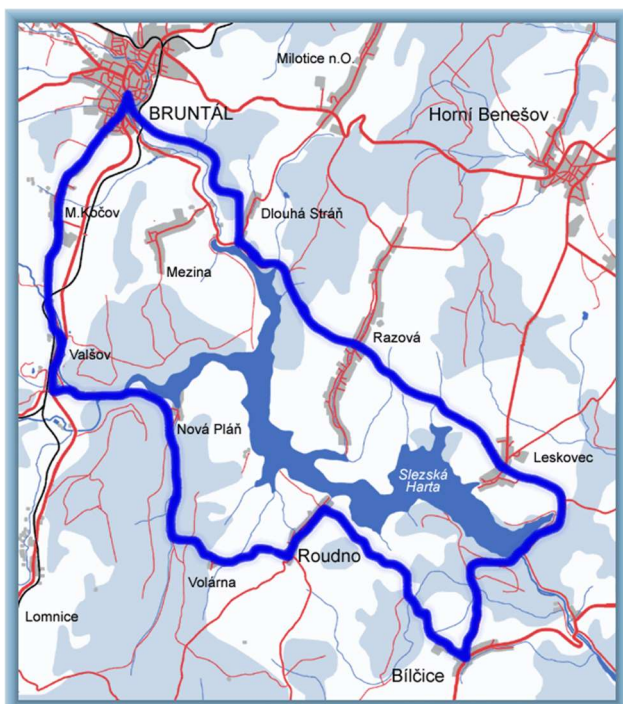 Milotice n.O.
BRUNTÁL
Horní Benešov
M.Kočov
Dlouhá Stráň
Mezina
Razová
Valšov
Nová Pláň
Leskovec
Slezská
Harta
Roudno
Volárna
Lomnice
Bílčice